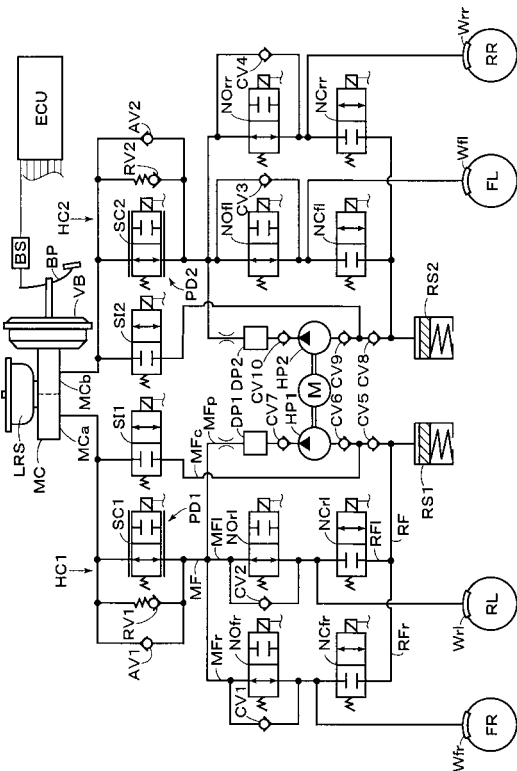 ECU
BS
BP
VB
LRS
MC
MCb
MCa
HC1
HC2
AV2
RV2
SC2
SI2
PD2
SI1
SC1
PD1
RV1
AV1
MF
MFc
MFp
MFl
MFr
NOrr
CV4
NOfl
CV3
NCrr
NCfl
DP2
DP1
CV10
CV7
HP2
HP1
M
CV9
CV6
CV8
CV5
RS2
RS1
NOrl
CV2
NOfr
CV1
NCrl
NCfr
RFl
RF
RFr
Wrr
RR
Wfl
FL
Wrl
RL
Wfr
FR